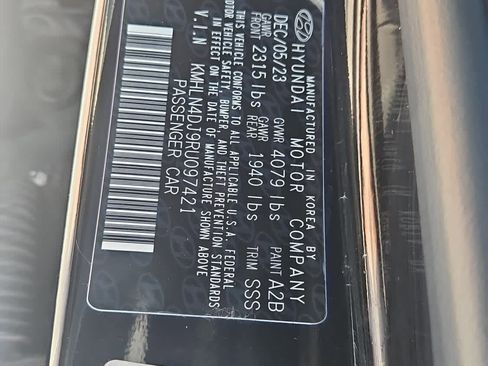 MANUFACTURED IN KOREA BY
HYUNDAI MOTOR COMPANY
DEC/05/23 GVWR 4079 lbs PAINT A2B
GAWR FRONT 2315 lbs GAWR REAR 1940 lbs TRIM SSS
THIS VEHICLE CONFORMS TO ALL APPLICABLE U.S.A. FEDERAL
MOTOR VEHICLE SAFETY, BUMPER, AND THEFT PREVENTION STANDARDS
IN EFFECT ON THE DATE OF MANUFACTURE SHOWN ABOVE
V.I.N KMHLN4DJ9RU097421
PASSENGER CAR